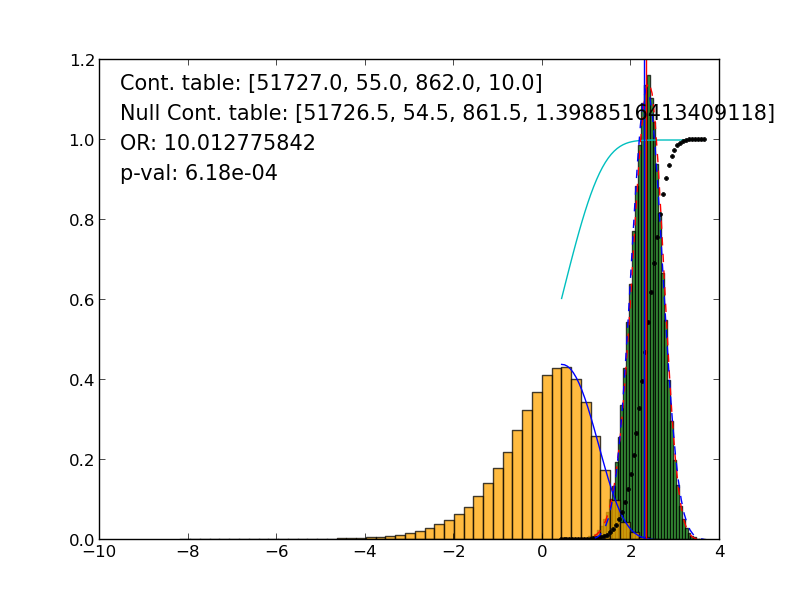 Cont. table: [51727.0, 55.0, 862.0, 10.0]
Null Cont. table: [51726.5, 54.5, 861.5, 1.3988516413409118]
OR: 10.012775842
p-val: 6.18e-04
1.2
1.0
0.8
0.6
0.4
0.2
0.0
−10 −8 −6 −4 −2 0 2 4